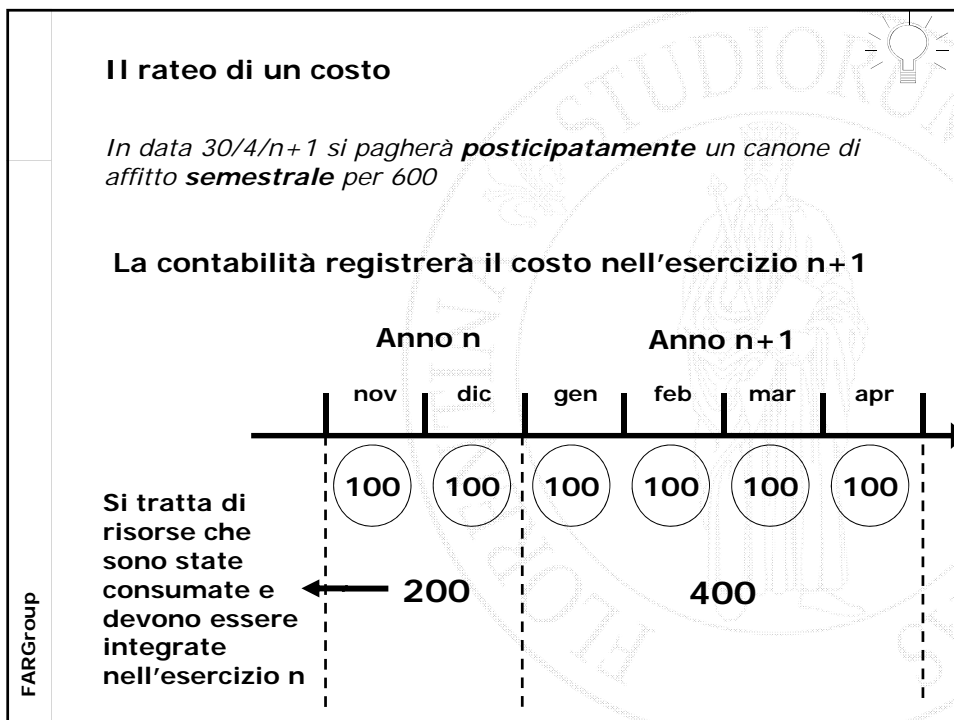 Il rateo di un costo
In data 30/4/n+1 si pagherà posticipatamente un canone di
affitto semestrale per 600
La contabilità registrerà il costo nell'esercizio n+1
Anno n Anno n+1
nov dic gen feb mar apr
100 100 100 100 100 100
Si tratta di
risorse che
sono state
consumate e
devono essere
integrate
nell'esercizio n
200 400
FARGroup
STUDIORUM
FLORENTINA